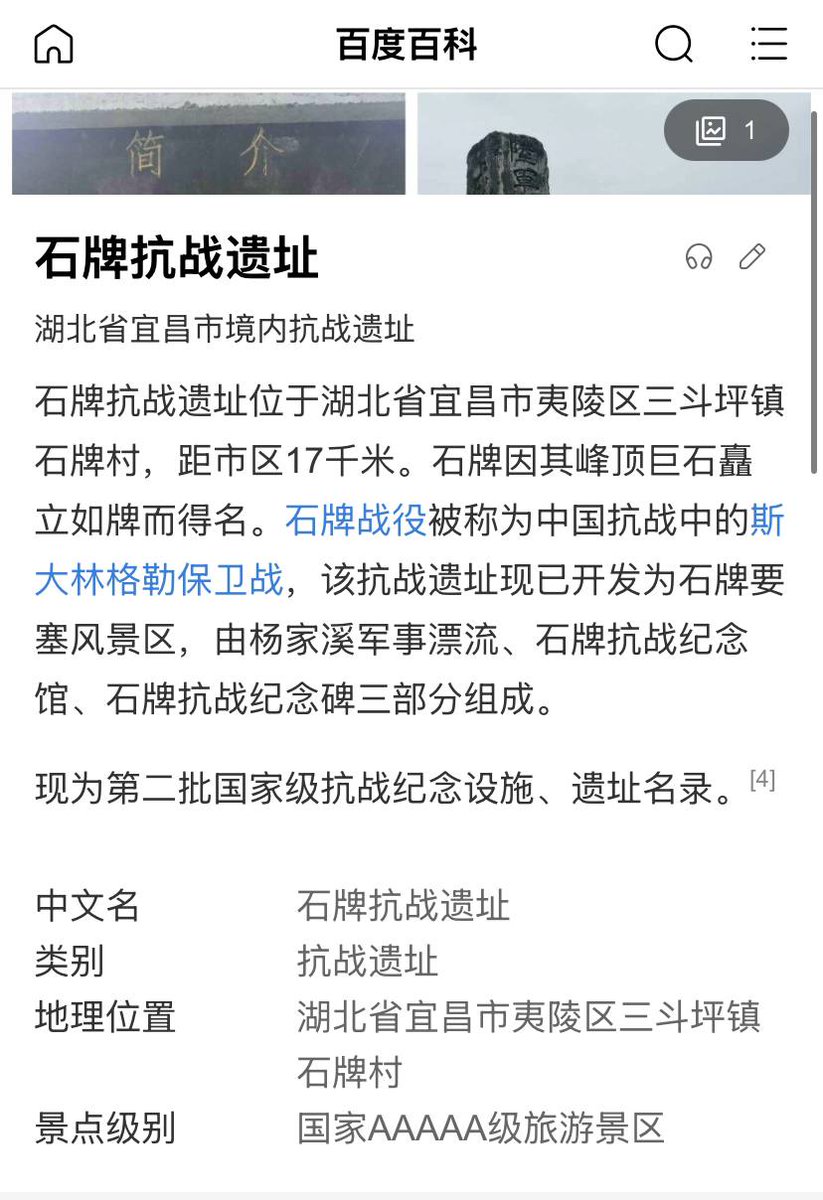 百度百科
简介
1
石牌抗战遗址
湖北省宜昌市境内抗战遗址
石牌抗战遗址位于湖北省宜昌市夷陵区三斗坪镇
石牌村，距市区17千米。石牌因其峰顶巨石矗
立如牌而得名。石牌战役被称为中国抗战中的斯
大林格勒保卫战，该抗战遗址现已开发为石牌要
塞风景区，由杨家溪军事漂流、石牌抗战纪念
馆、石牌抗战纪念碑三部分组成。
现为第二批国家级抗战纪念设施、遗址名录。[4]
中文名 石牌抗战遗址
类别 抗战遗址
地理位置 湖北省宜昌市夷陵区三斗坪镇
石牌村
景点级别 国家AAAAA级旅游景区